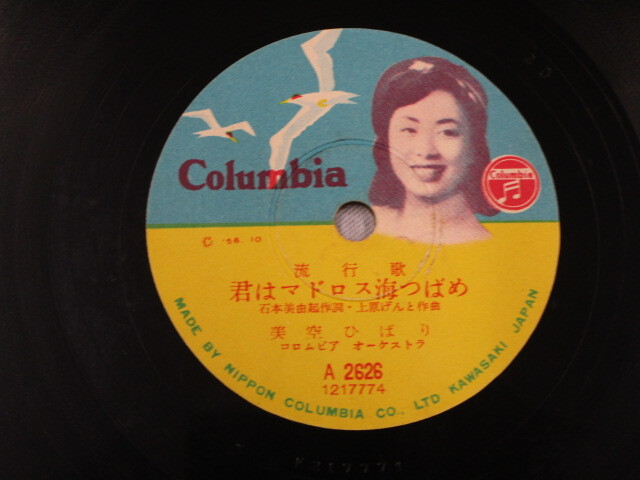 Columbia
Columbia
© '56. 10
流行歌
君はマドロス海つばめ
石本美由起作詞・上原げんと作曲
美空ひばり
コロムビア オーケストラ
A 2626
1217774
MADE BY NIPPON COLUMBIA CO., LTD KAWASAKI JAPAN